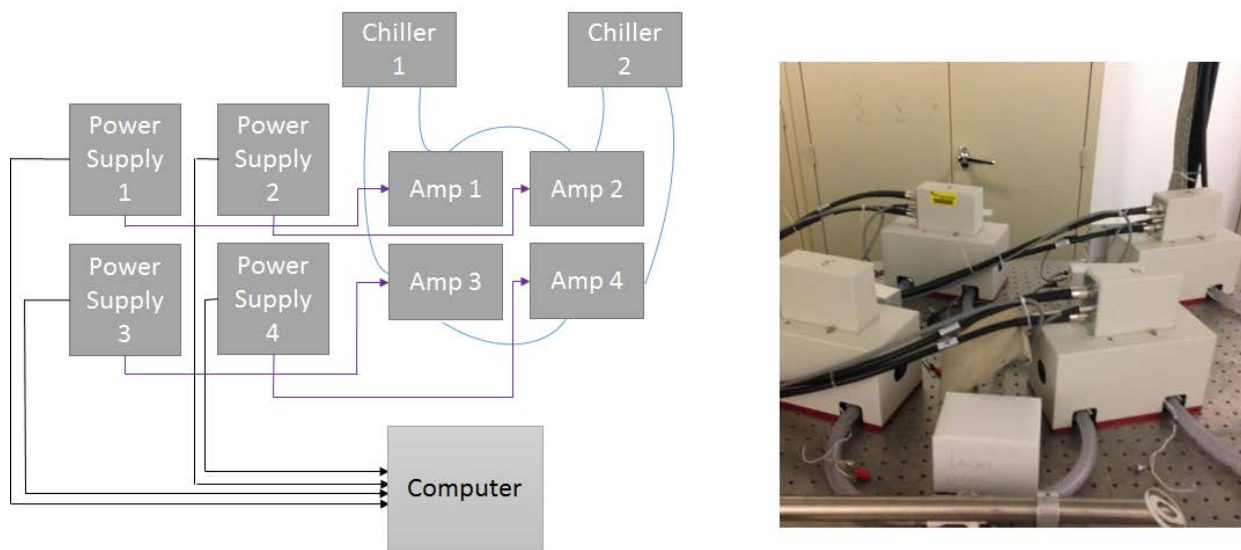 Chiller
1
Chiller
2
Power
Supply
1
Power
Supply
2
Amp 1
Amp 2
Power
Supply
3
Power
Supply
4
Amp 3
Amp 4
Computer